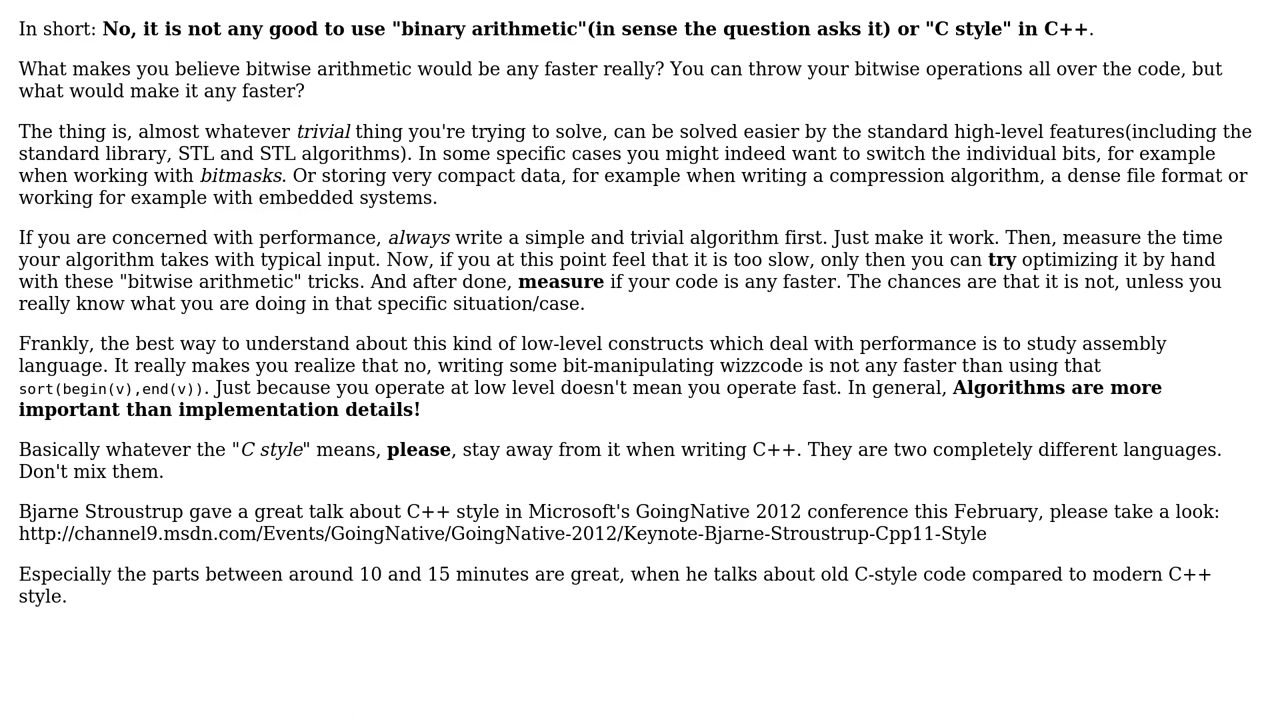 In short: No, it is not any good to use "binary arithmetic"(in sense the question asks it) or "C style" in C++.
What makes you believe bitwise arithmetic would be any faster really? You can throw your bitwise operations all over the code, but
what would make it any faster?
The thing is, almost whatever trivial thing you're trying to solve, can be solved easier by the standard high-level features(including the
standard library, STL and STL algorithms). In some specific cases you might indeed want to switch the individual bits, for example
when working with bitmasks. Or storing very compact data, for example when writing a compression algorithm, a dense file format or
working for example with embedded systems.
If you are concerned with performance, always write a simple and trivial algorithm first. Just make it work. Then, measure the time
your algorithm takes with typical input. Now, if you at this point feel that it is too slow, only then you can try optimizing it by hand
with these "bitwise arithmetic" tricks. And after done, measure if your code is any faster. The chances are that it is not, unless you
really know what you are doing in that specific situation/case.
Frankly, the best way to understand about this kind of low-level constructs which deal with performance is to study assembly
language. It really makes you realize that no, writing some bit-manipulating wizzcode is not any faster than using that
sort(begin(v),end(v)). Just because you operate at low level doesn't mean you operate fast. In general, Algorithms are more
important than implementation details!
Basically whatever the "C style" means, please, stay away from it when writing C++. They are two completely different languages.
Don't mix them.
Bjarne Stroustrup gave a great talk about C++ style in Microsoft's GoingNative 2012 conference this February, please take a look:
http://channel9.msdn.com/Events/GoingNative/GoingNative-2012/Keynote-Bjarne-Stroustrup-Cpp11-Style
Especially the parts between around 10 and 15 minutes are great, when he talks about old C-style code compared to modern C++
style.